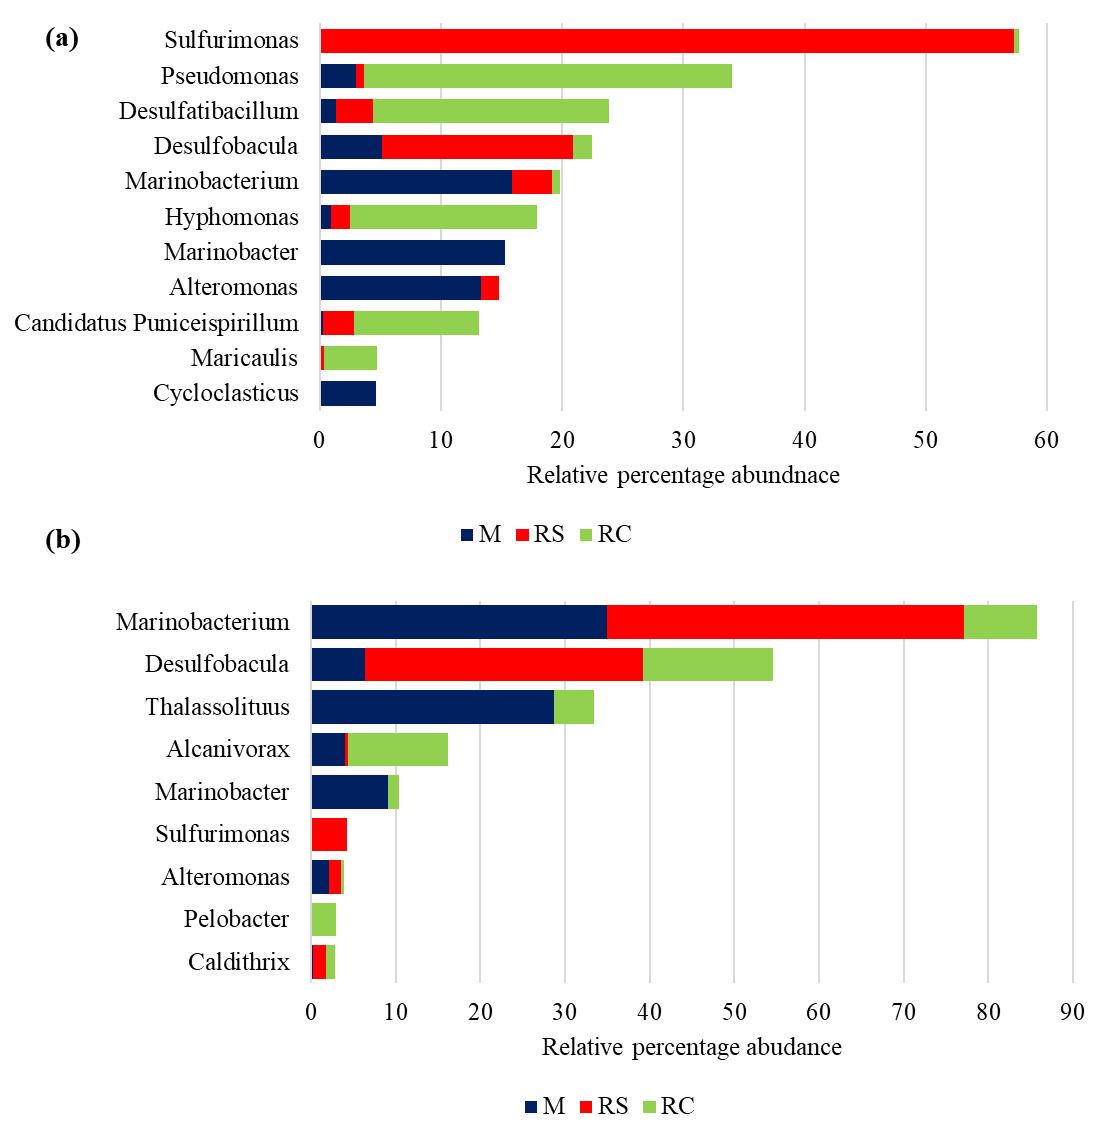 (a)
Sulfurimonas
Pseudomonas
Desulfatibacillum
Desulfobacula
Marinobacterium
Hyphomonas
Marinobacter
Alteromonas
Candidatus Puniceispirillum
Maricaulis
Cycloclasticus
0 10 20 30 40 50 60
Relative percentage abundnace
M RS RC
(b)
Marinobacterium
Desulfobacula
Thalassolituus
Alcanivorax
Marinobacter
Sulfurimonas
Alteromonas
Pelobacter
Caldithrix
0 10 20 30 40 50 60 70 80 90
Relative percentage abudance
M RS RC